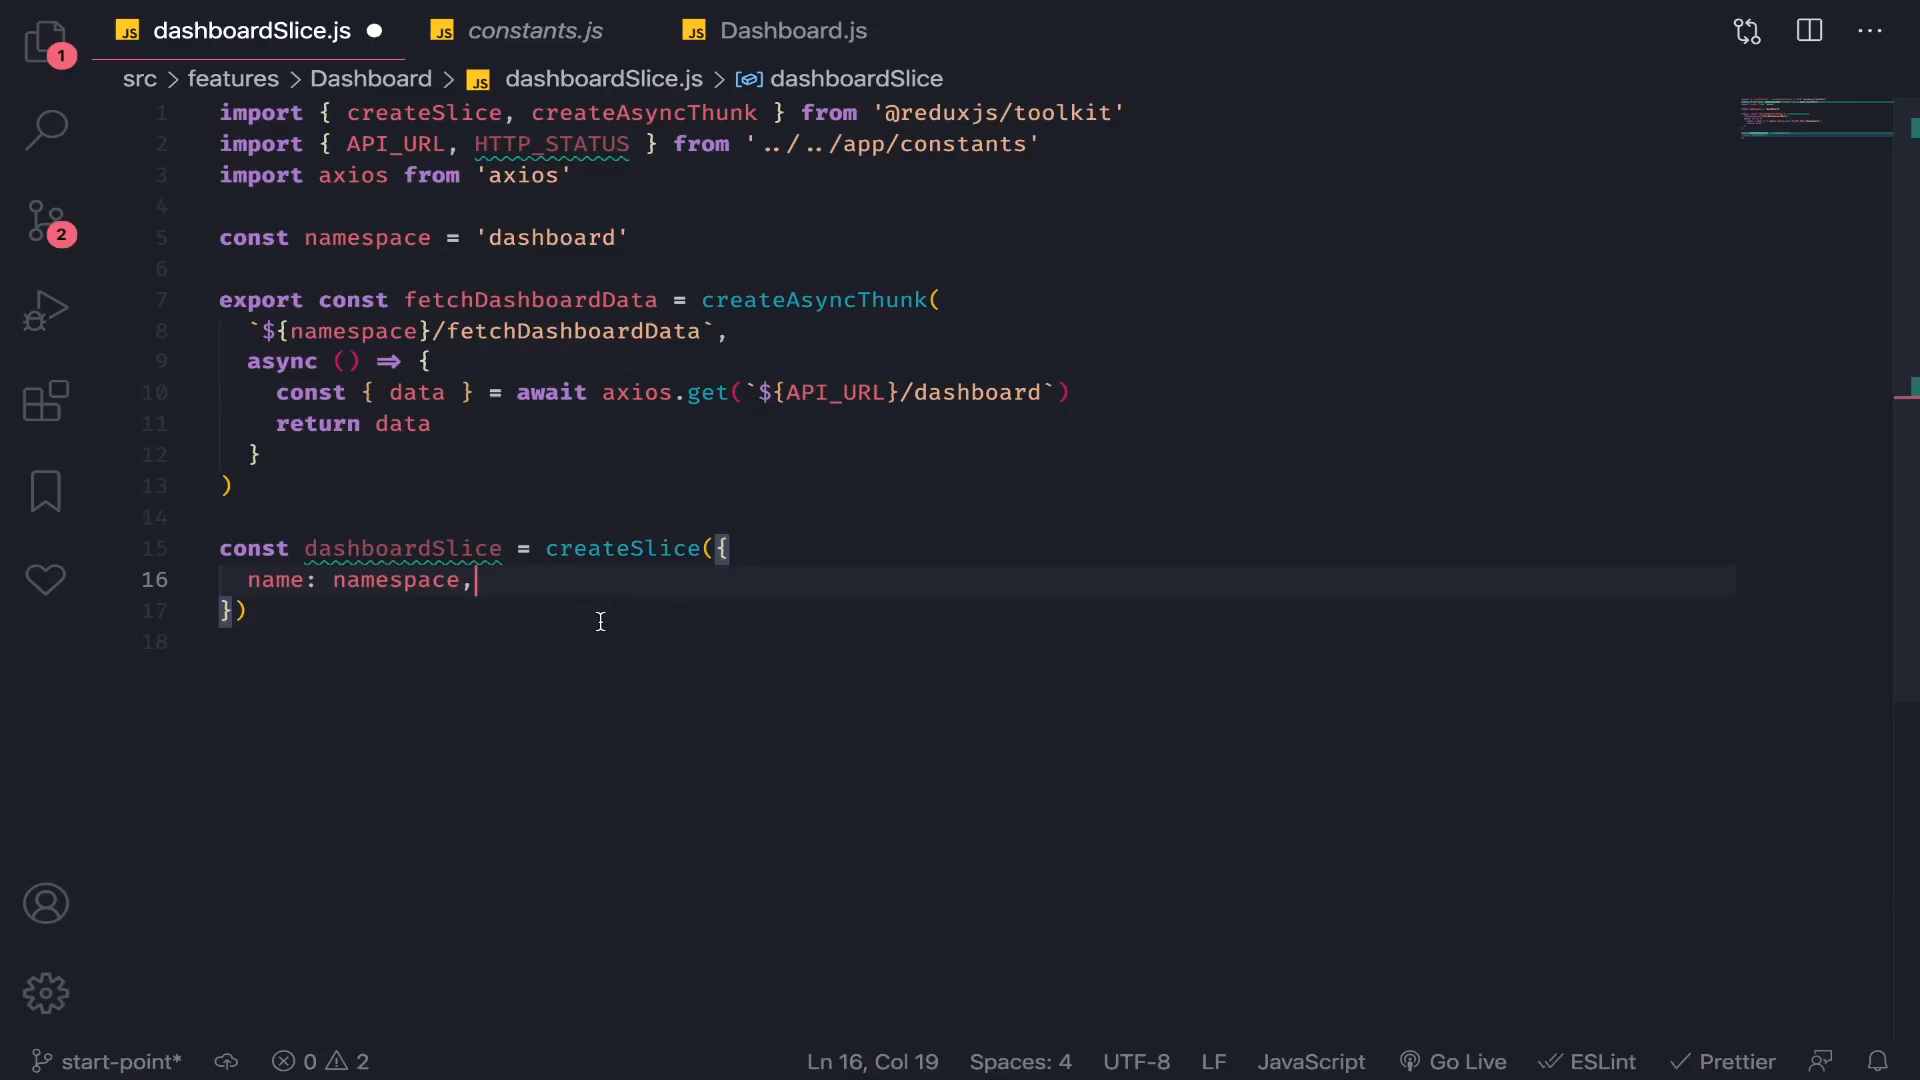 JS dashboardSlice.js JS constants.js JS Dashboard.js
1
src > features > Dashboard > JS dashboardSlice.js > dashboardSlice
1 import { createSlice, createAsyncThunk } from '@reduxjs/toolkit'
2 import { API_URL, HTTP_STATUS } from '../../app/constants'
3 import axios from 'axios'
4
5 const namespace = 'dashboard'
2
6
7 export const fetchDashboardData = createAsyncThunk(
8 `${namespace}/fetchDashboardData`,
9 async () => {
10 const { data } = await axios.get(`${API_URL}/dashboard`)
11 return data
12 }
13 )
14
15 const dashboardSlice = createSlice({
16 name: namespace,
17 })
18
start-point* 0 2 Ln 16, Col 19 Spaces: 4 UTF-8 LF JavaScript Go Live ESLint Prettier